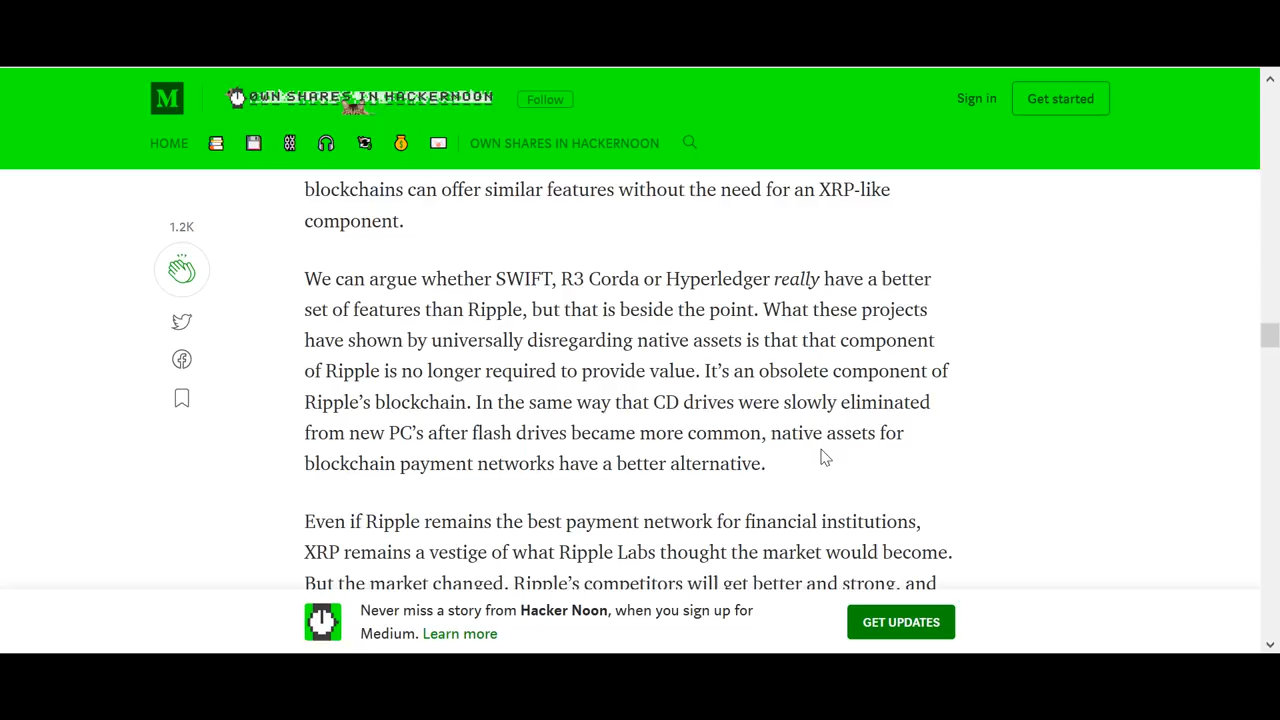 M
OWN SHARES IN HACKERNOON
Follow
Sign in
Get started
HOME
OWN SHARES IN HACKERNOON
blockchains can offer similar features without the need for an XRP-like
component.
1.2K
We can argue whether SWIFT, R3 Corda or Hyperledger really have a better
set of features than Ripple, but that is beside the point. What these projects
have shown by universally disregarding native assets is that that component
of Ripple is no longer required to provide value. It’s an obsolete component of
Ripple’s blockchain. In the same way that CD drives were slowly eliminated
from new PC’s after flash drives became more common, native assets for
blockchain payment networks have a better alternative.
Even if Ripple remains the best payment network for financial institutions,
XRP remains a vestige of what Ripple Labs thought the market would become.
But the market changed. Ripple’s competitors will get better and strong, and
Never miss a story from Hacker Noon, when you sign up for
Medium. Learn more
GET UPDATES